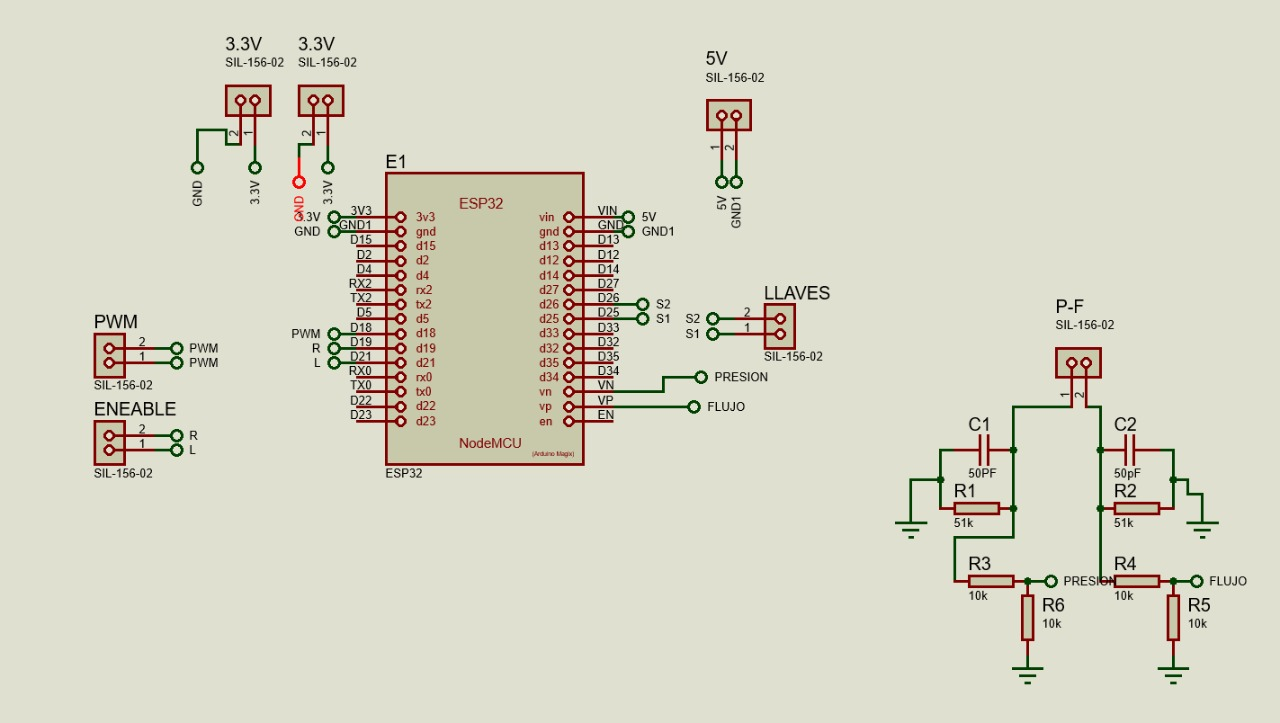 3.3V
SIL-156-02
2
1
GND
3.3V
3.3V
SIL-156-02
2
1
GND
3.3V
5V
SIL-156-02
1
2
5V
GND1
E1
ESP32
NodeMCU
(Arduino Magix)
ESP32
3.3V
GND
PWM
R
L
3V3
GND1
D15
D2
D4
RX2
TX2
D5
D18
D19
D21
RX0
TX0
D22
D23
3v3
gnd
d15
d2
d4
rx2
tx2
d5
d18
d19
d21
rx0
tx0
d22
d23
vin
gnd
d13
d12
d14
d27
d26
d25
d33
d32
d35
d34
vn
vp
en
VIN
GND
D13
D12
D14
D27
D26
D25
D33
D32
D35
D34
VN
VP
EN
5V
GND1
S2
S1
PRESION
FLUJO
LLAVES
S2
2
S1
1
SIL-156-02
PWM
2
PWM
1
PWM
SIL-156-02
ENEABLE
2
R
1
L
SIL-156-02
P-F
SIL-156-02
1
2
C1
50PF
R1
51k
C2
50pF
R2
51k
R3
10k
PRESION
R6
10k
R4
10k
FLUJO
R5
10k